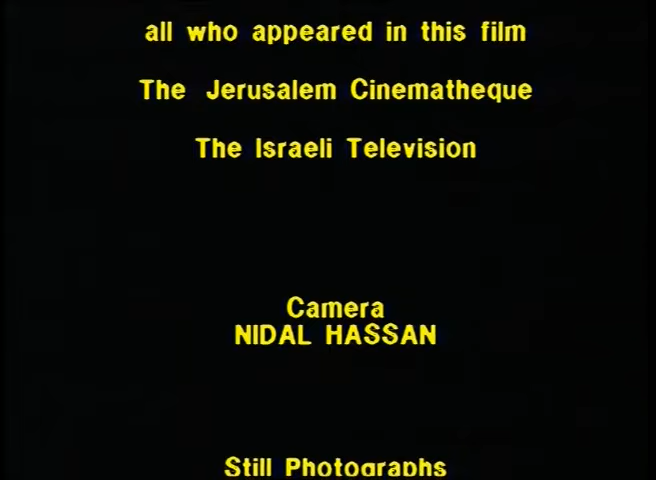 all who appeared in this film
The Jerusalem Cinematheque
The Israeli Television
Camera
NIDAL HASSAN
Still Photographs